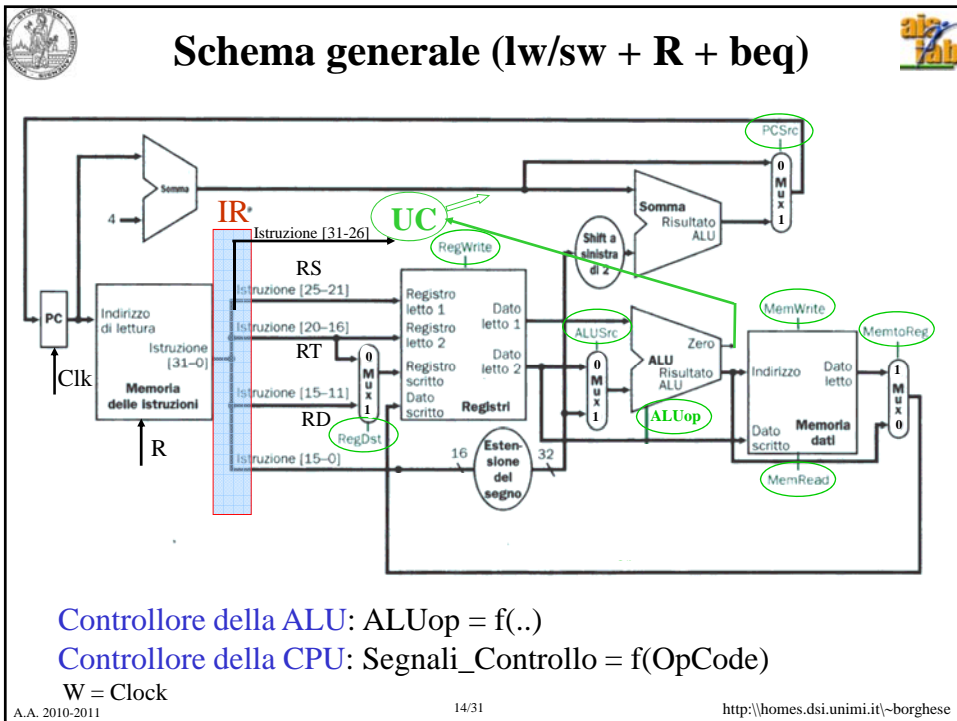 Schema generale (lw/sw + R + beq)
PCSrc
0
M
u
x
1
Somma
4
IR
Istruzione [31-26]
UC
RegWrite
Somma
Risultato
ALU
Shift a
sinistra
di 2
RS
Istruzione [25–21]
Istruzione [20–16]
RT
Istruzione [15–11]
RD
Istruzione [15–0]
PC
Clk
Indirizzo
di lettura
Istruzione
[31–0]
Memoria
delle istruzioni
R
0
M
u
x
1
RegDst
Registro
letto 1
Registro
letto 2
Registro
scritto
Dato
scritto
Dato
letto 1
Dato
letto 2
Registri
16
Esten-
sione
del
segno
32
ALUSrc
0
M
u
x
1
Zero
ALU
Risultato
ALU
ALUop
MemWrite
Indirizzo
Dato
letto
Dato
scritto
Memoria
dati
MemRead
MemtoReg
1
M
u
x
0
Controllore della ALU: ALUop = f(..)
Controllore della CPU: Segnali_Controllo = f(OpCode)
W = Clock
A.A. 2010-2011
14/31
http:\\homes.dsi.unimi.it\~borghese